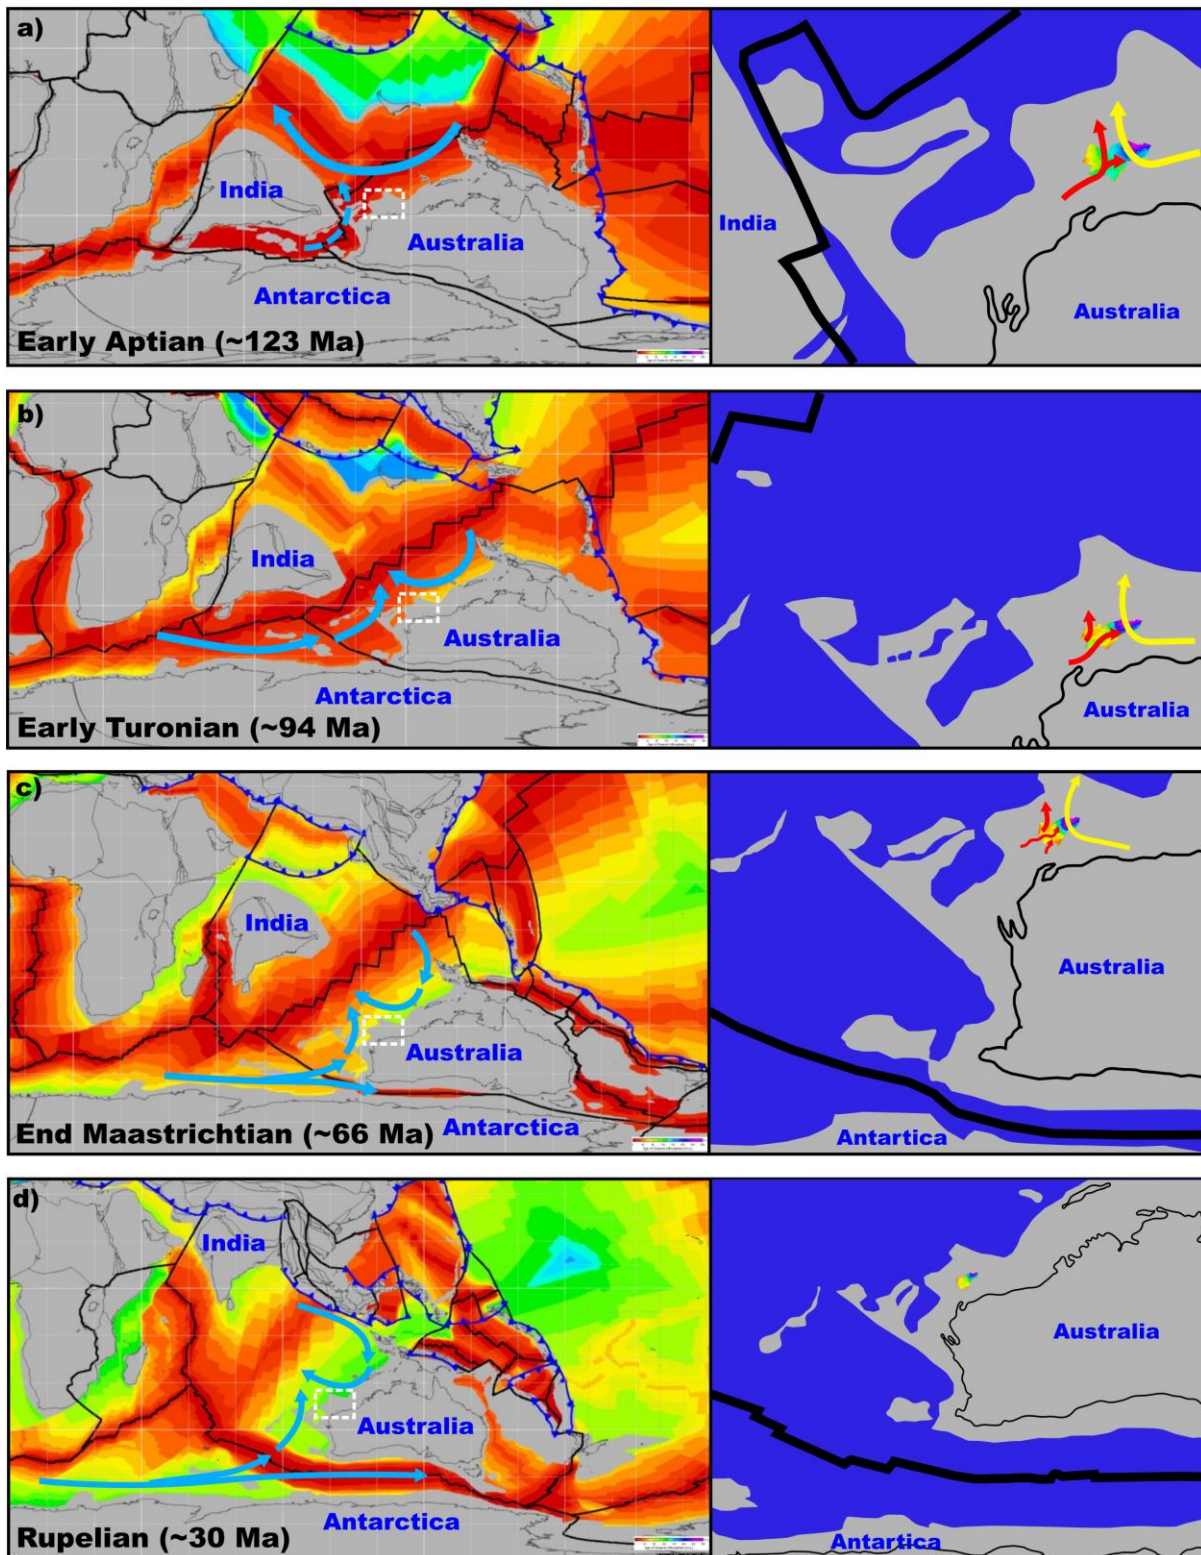 a)
India
Australia
Antarctica
Early Aptian (~123 Ma)
India
Australia
b)
India
Australia
Antarctica
Early Turonian (~94 Ma)
Australia
c)
India
Australia
Antarctica
End Maastrichtian (~66 Ma)
Australia
Antartica
d)
India
Australia
Antarctica
Rupelian (~30 Ma)
Australia
Antartica